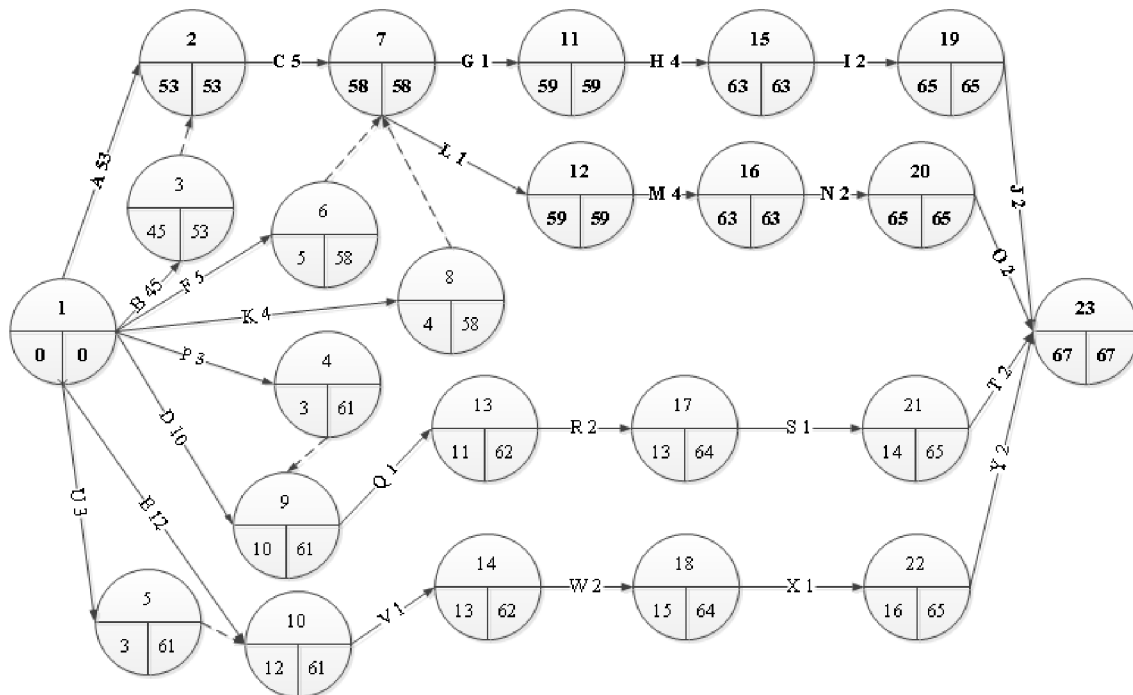 2
53 53
C 5
7
58 58
G 1
11
59 59
H 4
15
63 63
I 2
19
65 65
A 53
3
45 53
B 45
6
5 58
F 5
L 1
12
59 59
M 4
16
63 63
N 2
20
65 65
J 2
O 2
8
4 58
K 4
1
0 0
23
67 67
P 3
4
3 61
D 10
13
11 62
R 2
17
13 64
S 1
21
14 65
T 2
Q 1
9
10 61
U 3
E 12
Y 2
5
3 61
10
12 61
V 1
14
13 62
W 2
18
15 64
X 1
22
16 65